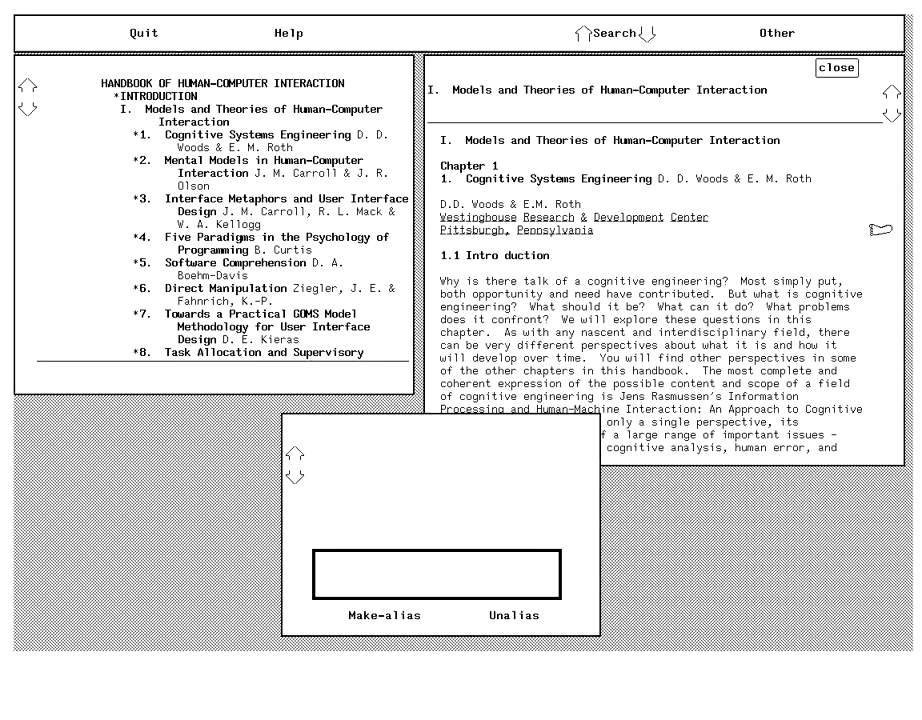 Quit Help Search Other
HANDBOOK OF HUMAN-COMPUTER INTERACTION
*INTRODUCTION
I. Models and Theories of Human-Computer
Interaction
*1. Cognitive Systems Engineering D. D.
Woods & E. M. Roth
*2. Mental Models in Human-Computer
Interaction J. M. Carroll & J. R.
Olson
*3. Interface Metaphors and User Interface
Design J. M. Carroll, R. L. Mack &
W. A. Kellogg
*4. Five Paradigms in the Psychology of
Programming B. Curtis
*5. Software Comprehension D. A.
Boehm-Davis
*6. Direct Manipulation Ziegler, J. E. &
Fahnrich, K.-P.
*7. Towards a Practical GOMS Model
Methodology for User Interface
Design D. E. Kieras
*8. Task Allocation and Supervisory
close
I. Models and Theories of Human-Computer Interaction
I. Models and Theories of Human-Computer Interaction
Chapter 1
1. Cognitive Systems Engineering D. D. Woods & E. M. Roth
D.D. Woods & E.M. Roth
Westinghouse Research & Development Center
Pittsburgh, Pennsylvania
1.1 Intro duction
Why is there talk of a cognitive engineering? Most simply put,
both opportunity and need have contributed. But what is cognitive
engineering? What should it be? What can it do? What problems
does it confront? We will explore these questions in this
chapter. As with any nascent and interdisciplinary field, there
can be very different perspectives about what it is and how it
will develop over time. You will find other perspectives in some
of the other chapters in this handbook. The most complete and
coherent expression of the possible content and scope of a field
of cognitive engineering is Jens Rasmussen's Information
Processing and Human-Machine Interaction: An Approach to Cognitive
only a single perspective, its
f a large range of important issues -
cognitive analysis, human error, and
Make-alias Unalias